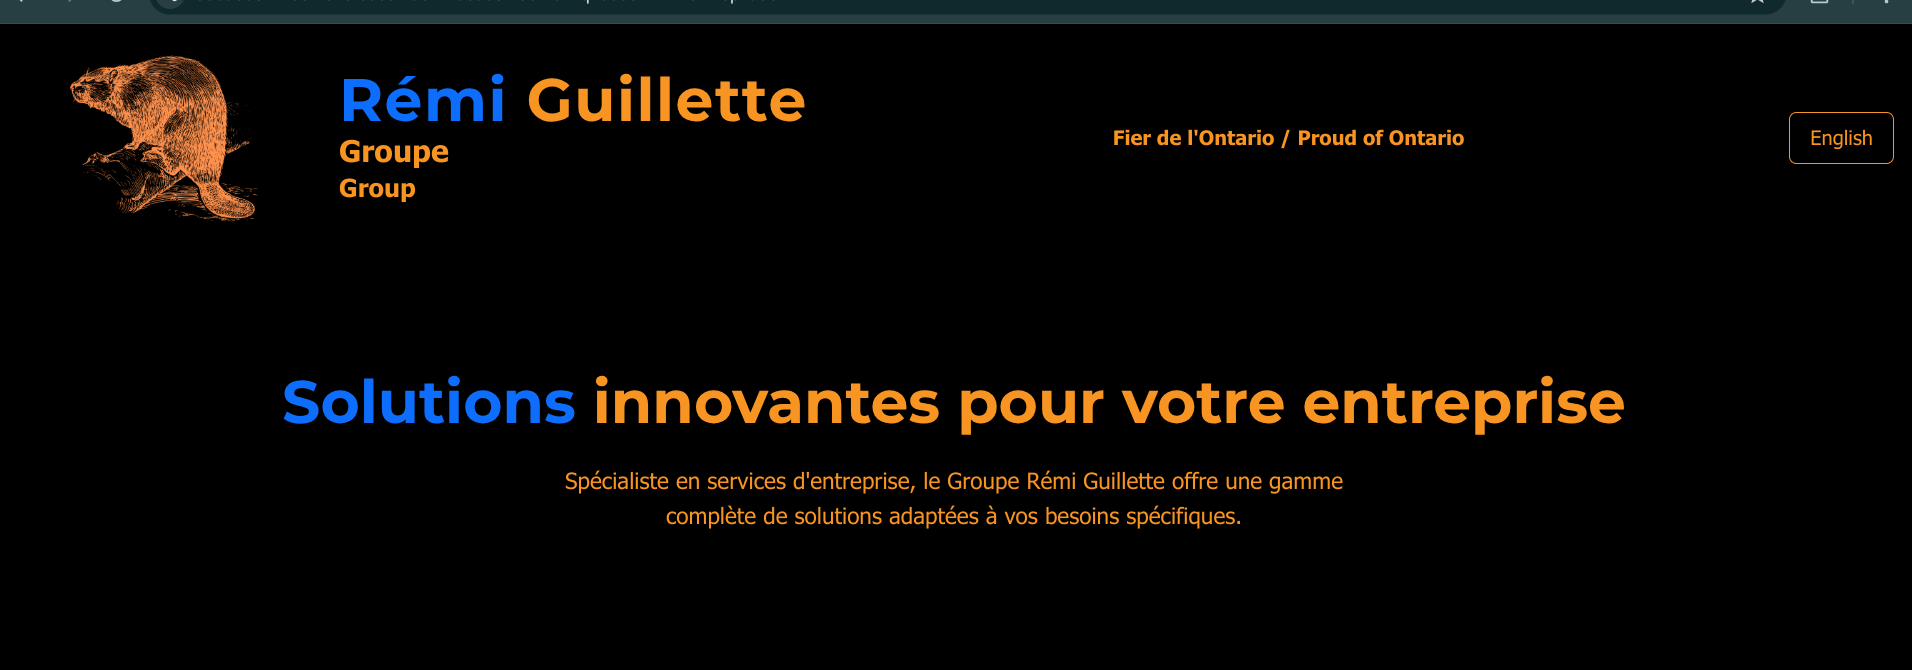 Rémi Guillette
Groupe
Group
Fier de l'Ontario / Proud of Ontario
English
Solutions innovantes pour votre entreprise
Spécialiste en services d'entreprise, le Groupe Rémi Guillette offre une gamme
complète de solutions adaptées à vos besoins spécifiques.